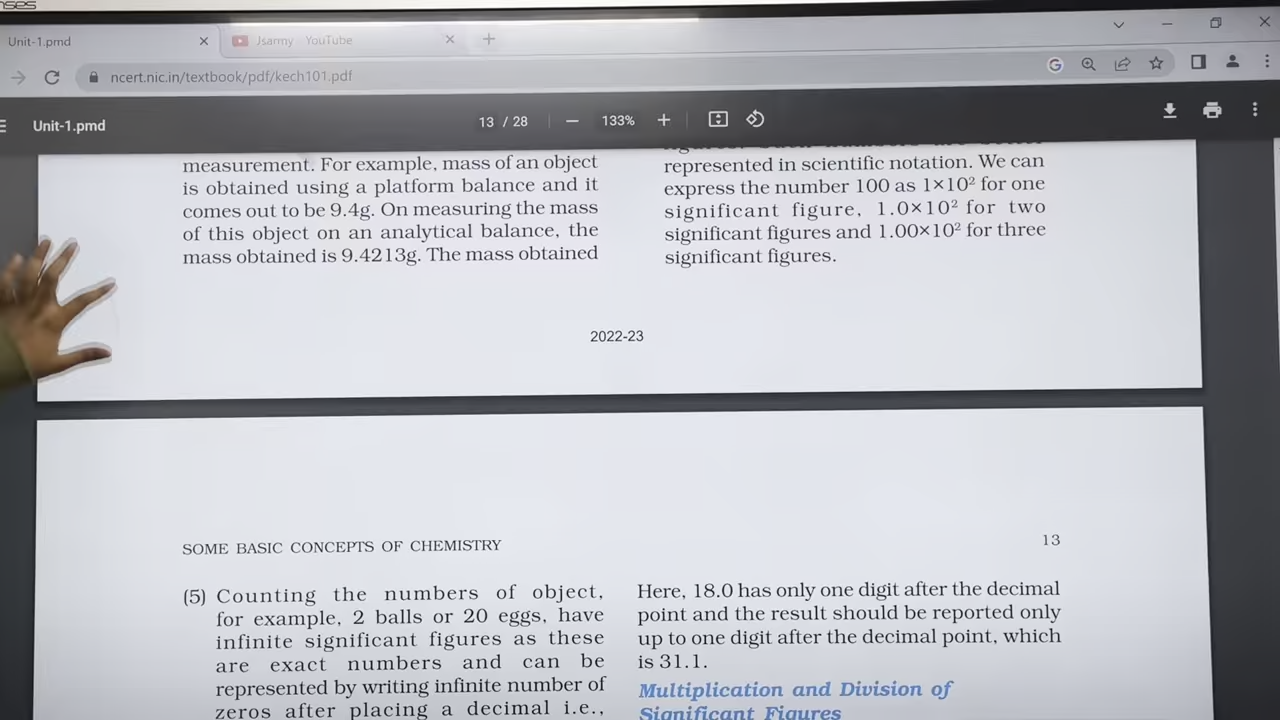 Unit-1.pmd
Jsarmy YouTube
ncert.nic.in/textbook/pdf/kech101.pdf
Unit-1.pmd
13 / 28
133%
measurement. For example, mass of an object
is obtained using a platform balance and it
comes out to be 9.4g. On measuring the mass
of this object on an analytical balance, the
mass obtained is 9.4213g. The mass obtained
represented in scientific notation. We can
express the number 100 as 1×10² for one
significant figure, 1.0×10² for two
significant figures and 1.00×10² for three
significant figures.
2022-23
SOME BASIC CONCEPTS OF CHEMISTRY
13
(5) Counting the numbers of object,
for example, 2 balls or 20 eggs, have
infinite significant figures as these
are exact numbers and can be
represented by writing infinite number of
zeros after placing a decimal i.e.,
Here, 18.0 has only one digit after the decimal
point and the result should be reported only
up to one digit after the decimal point, which
is 31.1.
Multiplication and Division of
Significant Figures